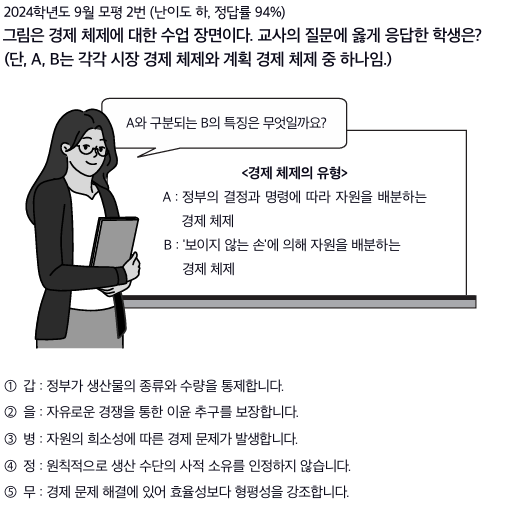 2024학년도 9월 모평 2번 (난이도 하, 정답률 94%)
그림은 경제 체제에 대한 수업 장면이다. 교사의 질문에 옳게 응답한 학생은?
(단, A, B는 각각 시장 경제 체제와 계획 경제 체제 중 하나임.)
A와 구분되는 B의 특징은 무엇일까요?
<경제 체제의 유형>
A : 정부의 결정과 명령에 따라 자원을 배분하는
경제 체제
B : '보이지 않는 손'에 의해 자원을 배분하는
경제 체제
① 갑 : 정부가 생산물의 종류와 수량을 통제합니다.
② 을 : 자유로운 경쟁을 통한 이윤 추구를 보장합니다.
③ 병 : 자원의 희소성에 따른 경제 문제가 발생합니다.
④ 정 : 원칙적으로 생산 수단의 사적 소유를 인정하지 않습니다.
⑤ 무 : 경제 문제 해결에 있어 효율성보다 형평성을 강조합니다.